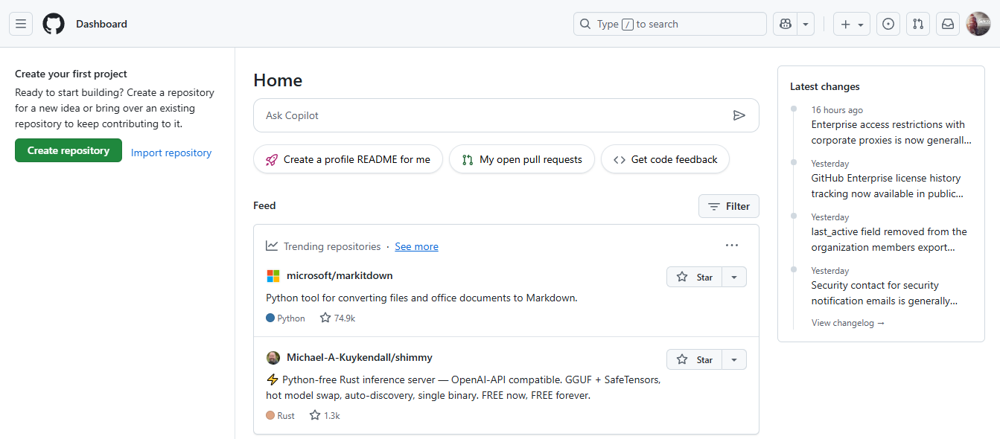 Dashboard
Type / to search
Create your first project
Ready to start building? Create a repository
for a new idea or bring over an existing
repository to keep contributing to it.
Create repository
Import repository
Home
Ask Copilot
Create a profile README for me
My open pull requests
Get code feedback
Feed
Filter
Trending repositories · See more
microsoft/markitdown
Star
Python tool for converting files and office documents to Markdown.
Python
74.9k
Michael-A-Kuykendall/shimmy
Star
⚡ Python-free Rust inference server — OpenAI-API compatible. GGUF + SafeTensors,
hot model swap, auto-discovery, single binary. FREE now, FREE forever.
Rust
1.3k
Latest changes
16 hours ago
Enterprise access restrictions with
corporate proxies is now generall...
Yesterday
GitHub Enterprise license history
tracking now available in public...
Yesterday
last_active field removed from the
organization members export...
Yesterday
Security contact for security
notification emails is generally...
View changelog →